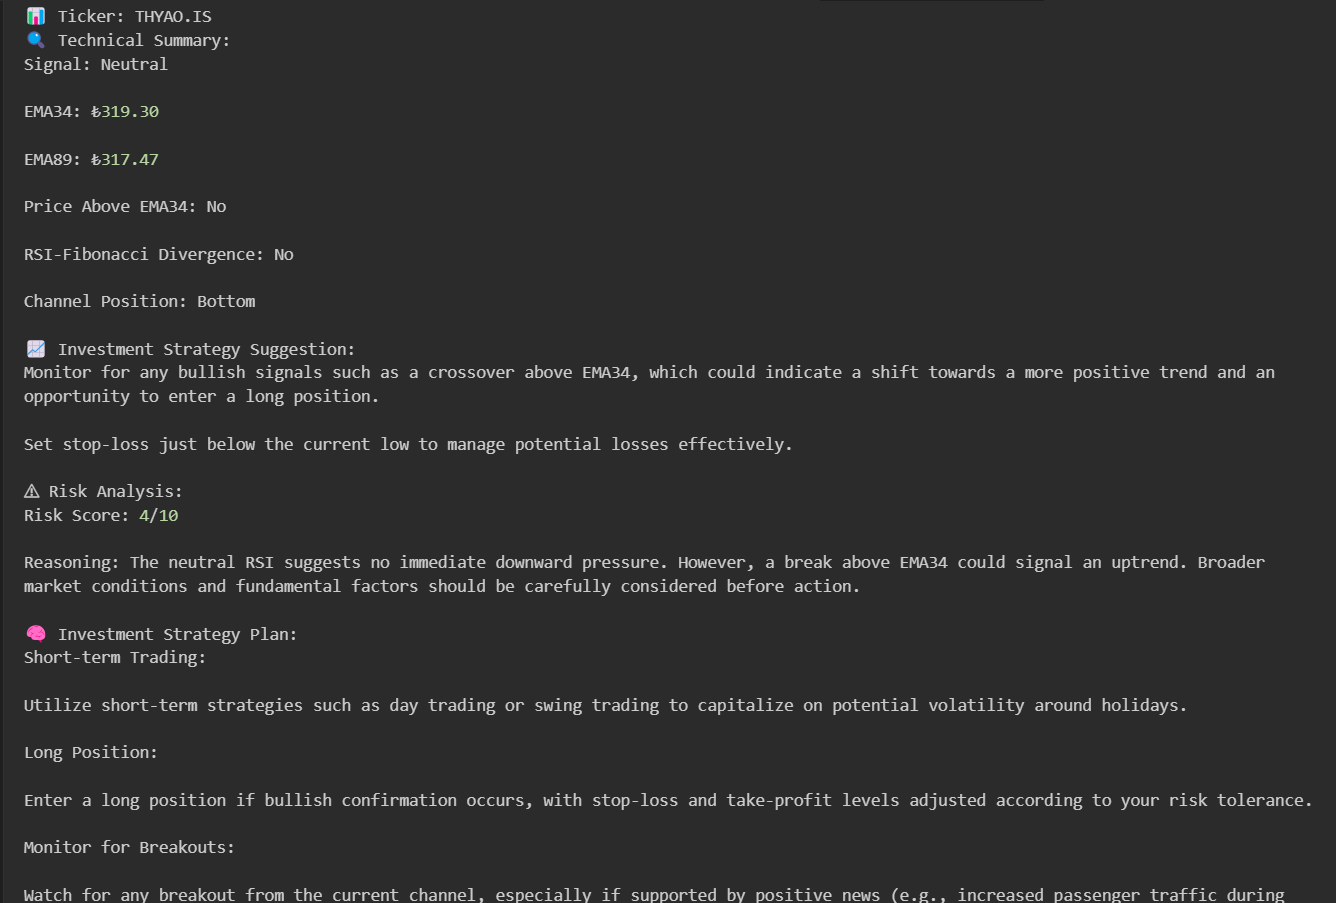 📊 Ticker: THYAO.IS
🔍 Technical Summary:
Signal: Neutral
EMA34: ₺319.30
EMA89: ₺317.47
Price Above EMA34: No
RSI-Fibonacci Divergence: No
Channel Position: Bottom
📈 Investment Strategy Suggestion:
Monitor for any bullish signals such as a crossover above EMA34, which could indicate a shift towards a more positive trend and an
opportunity to enter a long position.
Set stop-loss just below the current low to manage potential losses effectively.
⚠ Risk Analysis:
Risk Score: 4/10
Reasoning: The neutral RSI suggests no immediate downward pressure. However, a break above EMA34 could signal an uptrend. Broader
market conditions and fundamental factors should be carefully considered before action.
🧠 Investment Strategy Plan:
Short-term Trading:
Utilize short-term strategies such as day trading or swing trading to capitalize on potential volatility around holidays.
Long Position:
Enter a long position if bullish confirmation occurs, with stop-loss and take-profit levels adjusted according to your risk tolerance.
Monitor for Breakouts:
Watch for any breakout from the current channel, especially if supported by positive news (e.g., increased passenger traffic during